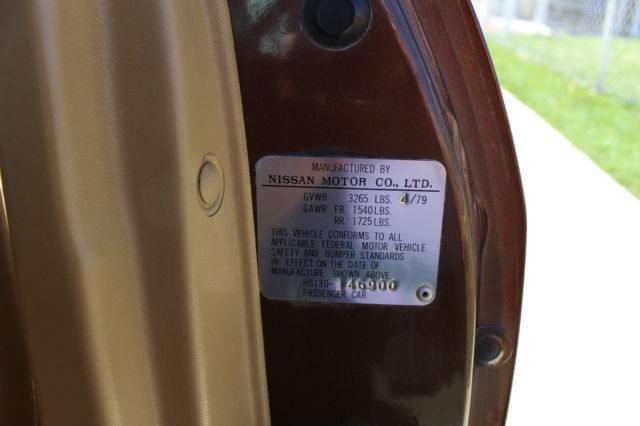 MANUFACTURED BY
NISSAN MOTOR CO., LTD.
GVWR 3265 LBS. 4/79
GAWR FR. 1540 LBS.
RR. 1725 LBS.
THIS VEHICLE CONFORMS TO ALL
APPLICABLE FEDERAL MOTOR VEHICLE
SAFETY AND BUMPER STANDARDS
IN EFFECT ON THE DATE OF
MANUFACTURE SHOWN ABOVE.
HS130-146900
PASSENGER CAR